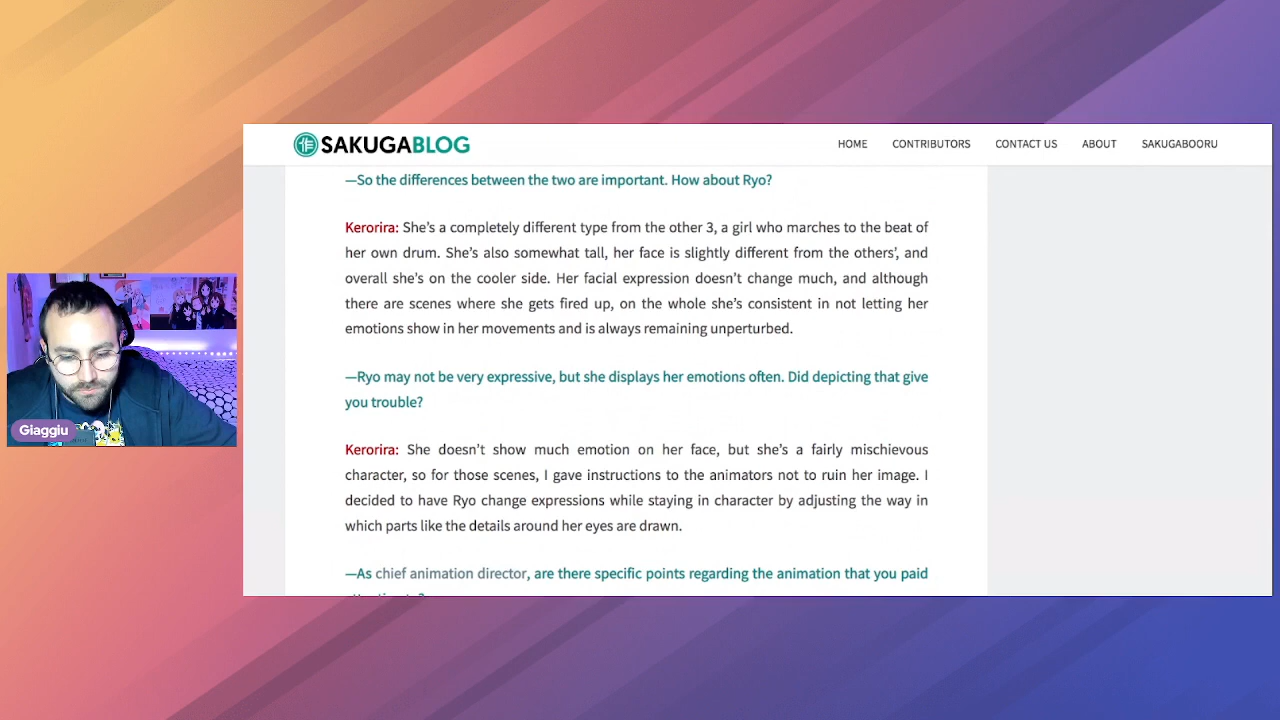 SAKUGABLOG
HOME
CONTRIBUTORS
CONTACT US
ABOUT
SAKUGABOORU
—So the differences between the two are important. How about Ryo?
Kerorira: She's a completely different type from the other 3, a girl who marches to the beat of
her own drum. She's also somewhat tall, her face is slightly different from the others', and
overall she's on the cooler side. Her facial expression doesn't change much, and although
there are scenes where she gets fired up, on the whole she's consistent in not letting her
emotions show in her movements and is always remaining unperturbed.
—Ryo may not be very expressive, but she displays her emotions often. Did depicting that give
you trouble?
Kerorira: She doesn't show much emotion on her face, but she's a fairly mischievous
character, so for those scenes, I gave instructions to the animators not to ruin her image. I
decided to have Ryo change expressions while staying in character by adjusting the way in
which parts like the details around her eyes are drawn.
—As chief animation director, are there specific points regarding the animation that you paid
Giaggiu